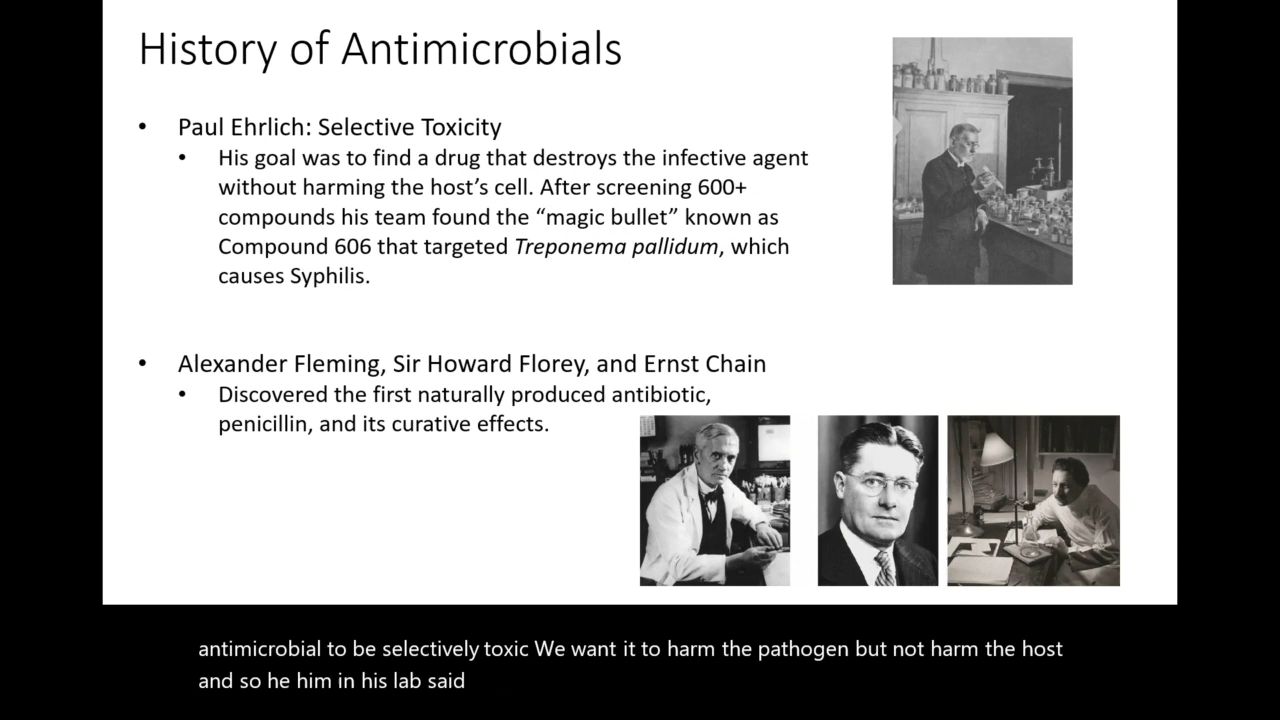 History of Antimicrobials
• Paul Ehrlich: Selective Toxicity
• His goal was to find a drug that destroys the infective agent
without harming the host’s cell. After screening 600+
compounds his team found the “magic bullet” known as
Compound 606 that targeted Treponema pallidum, which
causes Syphilis.
• Alexander Fleming, Sir Howard Florey, and Ernst Chain
• Discovered the first naturally produced antibiotic,
penicillin, and its curative effects.
antimicrobial to be selectively toxic We want it to harm the pathogen but not harm the host
and so he him in his lab said